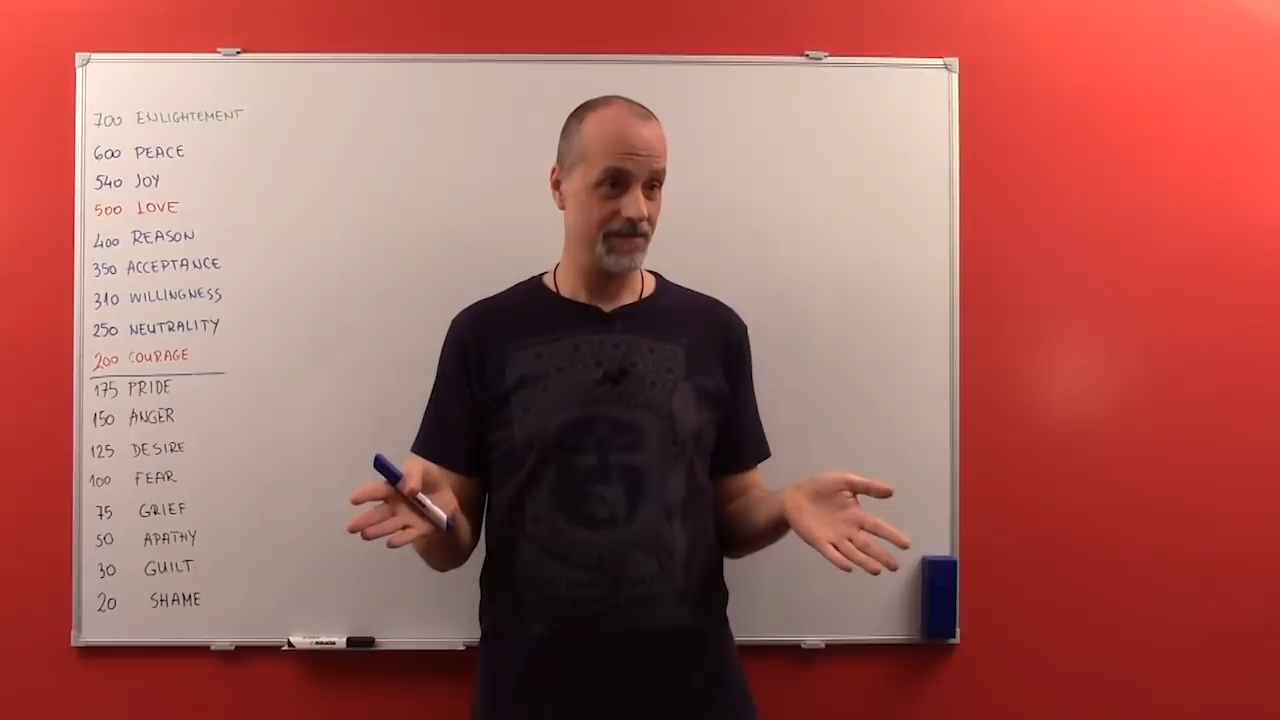 700 ENLIGHTEMENT
600 PEACE
540 JOY
500 LOVE
400 REASON
350 ACCEPTANCE
310 WILLINGNESS
250 NEUTRALITY
200 COURAGE
175 PRIDE
150 ANGER
125 DESIRE
100 FEAR
75 GRIEF
50 APATHY
30 GUILT
20 SHAME